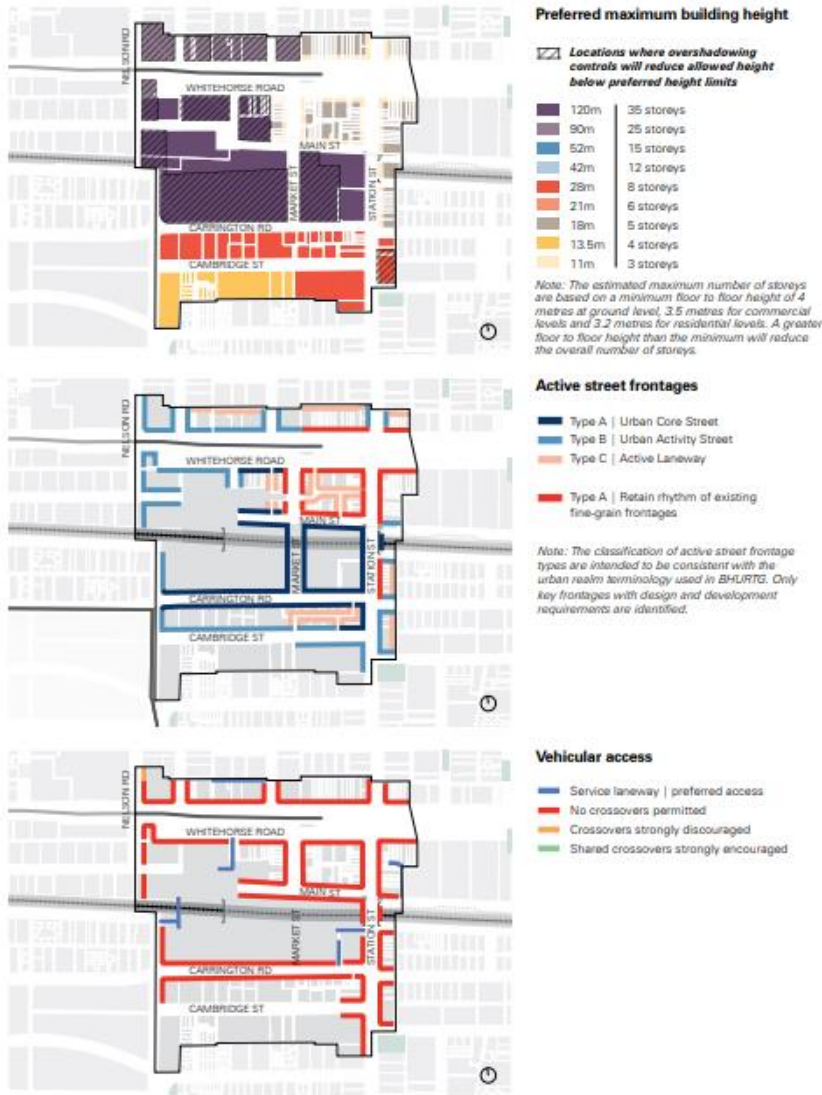 Preferred maximum building height
Locations where overshadowing
controls will reduce allowed height
below preferred height limits
120m 35 storeys
90m 25 storeys
52m 15 storeys
42m 12 storeys
28m 8 storeys
21m 6 storeys
18m 5 storeys
13.5m 4 storeys
11m 3 storeys
Note: The estimated maximum number of storeys
are based on a minimum floor to floor height of 4
metres at ground level, 3.5 metres for commercial
levels and 3.2 metres for residential levels. A greater
floor to floor height than the minimum will reduce
the overall number of storeys.
NELSON RD
WHITEHORSE ROAD
MAIN ST
MARKET ST
STATION ST
CARRINGTON RD
CAMBRIDGE ST
Active street frontages
Type A | Urban Core Street
Type B | Urban Activity Street
Type C | Active Laneway
Type A | Retain rhythm of existing
fine-grain frontages
Note: The classification of active street frontage
types are intended to be consistent with the
urban realm terminology used in BHURTG. Only
key frontages with design and development
requirements are identified.
NELSON RD
WHITEHORSE ROAD
MAIN ST
MARKET ST
STATION ST
CARRINGTON RD
CAMBRIDGE ST
Vehicular access
Service laneway | preferred access
No crossovers permitted
Crossovers strongly discouraged
Shared crossovers strongly encouraged
NELSON RD
WHITEHORSE ROAD
MAIN ST
MARKET ST
STATION ST
CARRINGTON RD
CAMBRIDGE ST